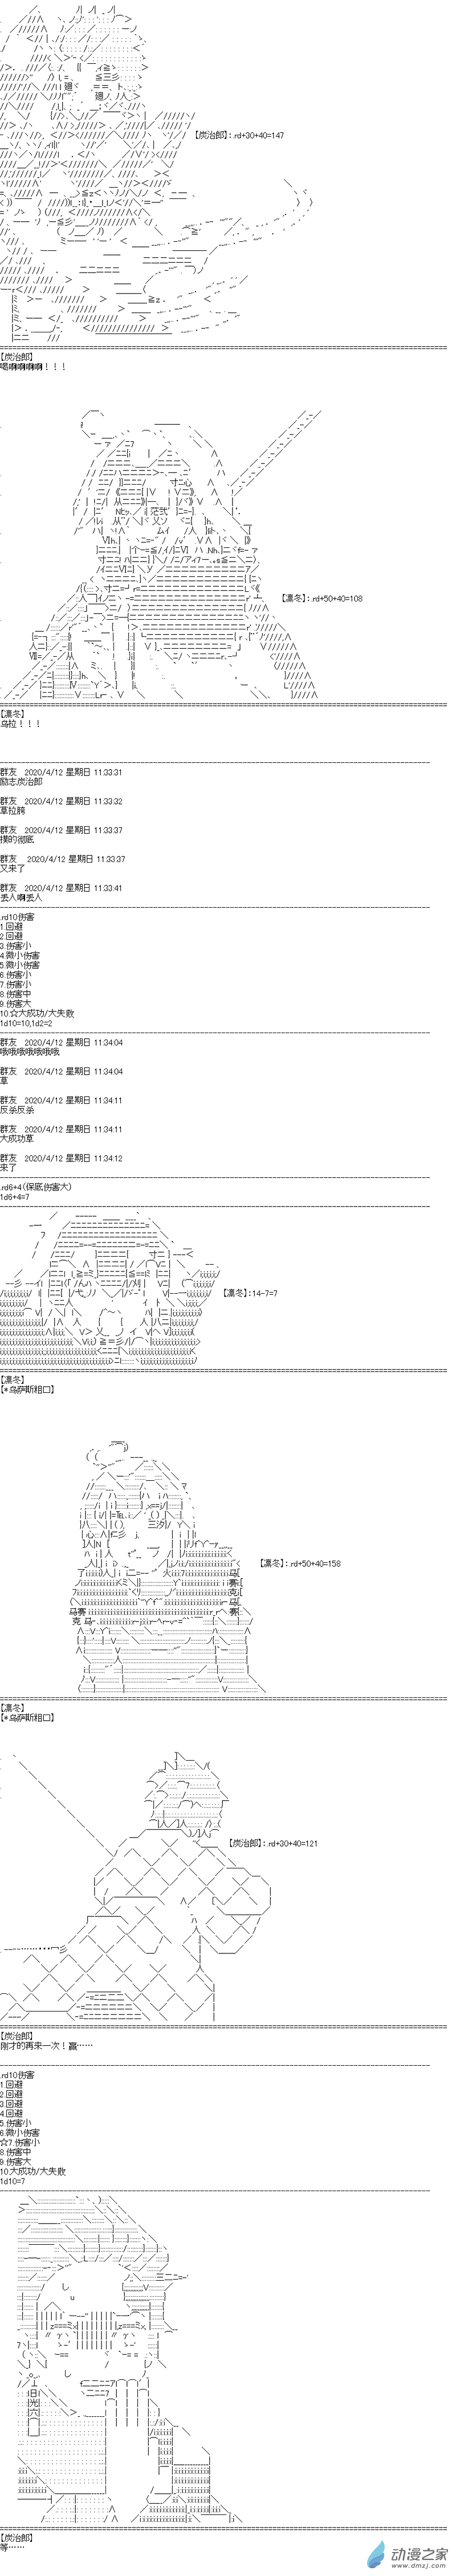 【炭治郎】：.rd+30+40=147
【炭治郎】
喝啊啊啊啊！！！
【凛冬】：.rd+50+40=108
【凛冬】
乌拉！！！
群友　2020/4/12 星期日 11:33:31
励志炭治郎
群友　2020/4/12 星期日 11:33:32
草拉胯
群友　2020/4/12 星期日 11:33:37
摸的彻底
群友　2020/4/12 星期日 11:33:37
又来了
群友　2020/4/12 星期日 11:33:41
丢人啊丢人
.rd10伤害
1.回避
2.回避
3.伤害小
4.微小伤害
5.微小伤害
6.伤害小
7.伤害小
8.伤害中
9.伤害大
10.☆大成功/大失败
1d10=10,1d2=2
群友　2020/4/12 星期日 11:34:04
哦哦哦哦哦哦哦
群友　2020/4/12 星期日 11:34:04
草
群友　2020/4/12 星期日 11:34:11
反杀反杀
群友　2020/4/12 星期日 11:34:11
大成功草
群友　2020/4/12 星期日 11:34:12
来了
.rd6+4（保底伤害大）
1d6+4=7
【凛冬】：14-7=7
【凛冬】
【*乌萨斯粗口】
【凛冬】：.rd+50+40=158
【凛冬】
【*乌萨斯粗口】
【炭治郎】：.rd+30+40=121
【炭治郎】
刚才的再来一次！赢……
.rd10伤害
1.回避
2.回避
3.回避
4.回避
5.伤害小
6.微小伤害
☆7.伤害小
8.伤害中
9.伤害大
10.大成功/大失败
1d10=7
【炭治郎】
等……
动漫之家
www.dmzj.com